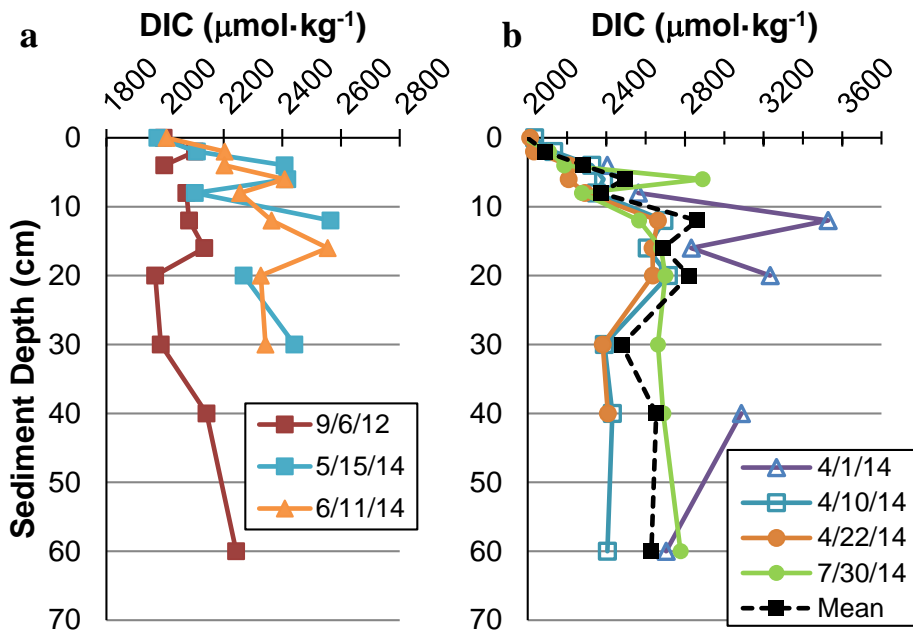 a
DIC (μmol·kg⁻¹)
1800 2000 2200 2400 2600 2800
0
10
20
30
40
50
60
70
Sediment Depth (cm)
9/6/12
5/15/14
6/11/14
b
DIC (μmol·kg⁻¹)
2000 2400 2800 3200 3600
4/1/14
4/10/14
4/22/14
7/30/14
Mean